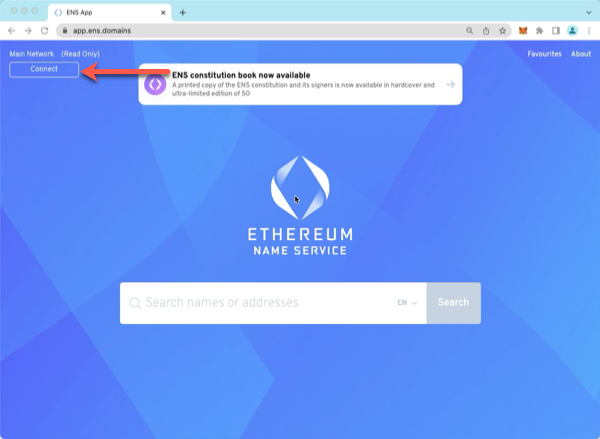 ENS App
app.ens.domains
Main Network (Read Only)
Favourites About
Connect
ENS constitution book now available
A printed copy of the ENS constitution and its signers is now available in hardcover and
ultra-limited edition of 50
ETHEREUM
NAME SERVICE
Search names or addresses
EN
Search